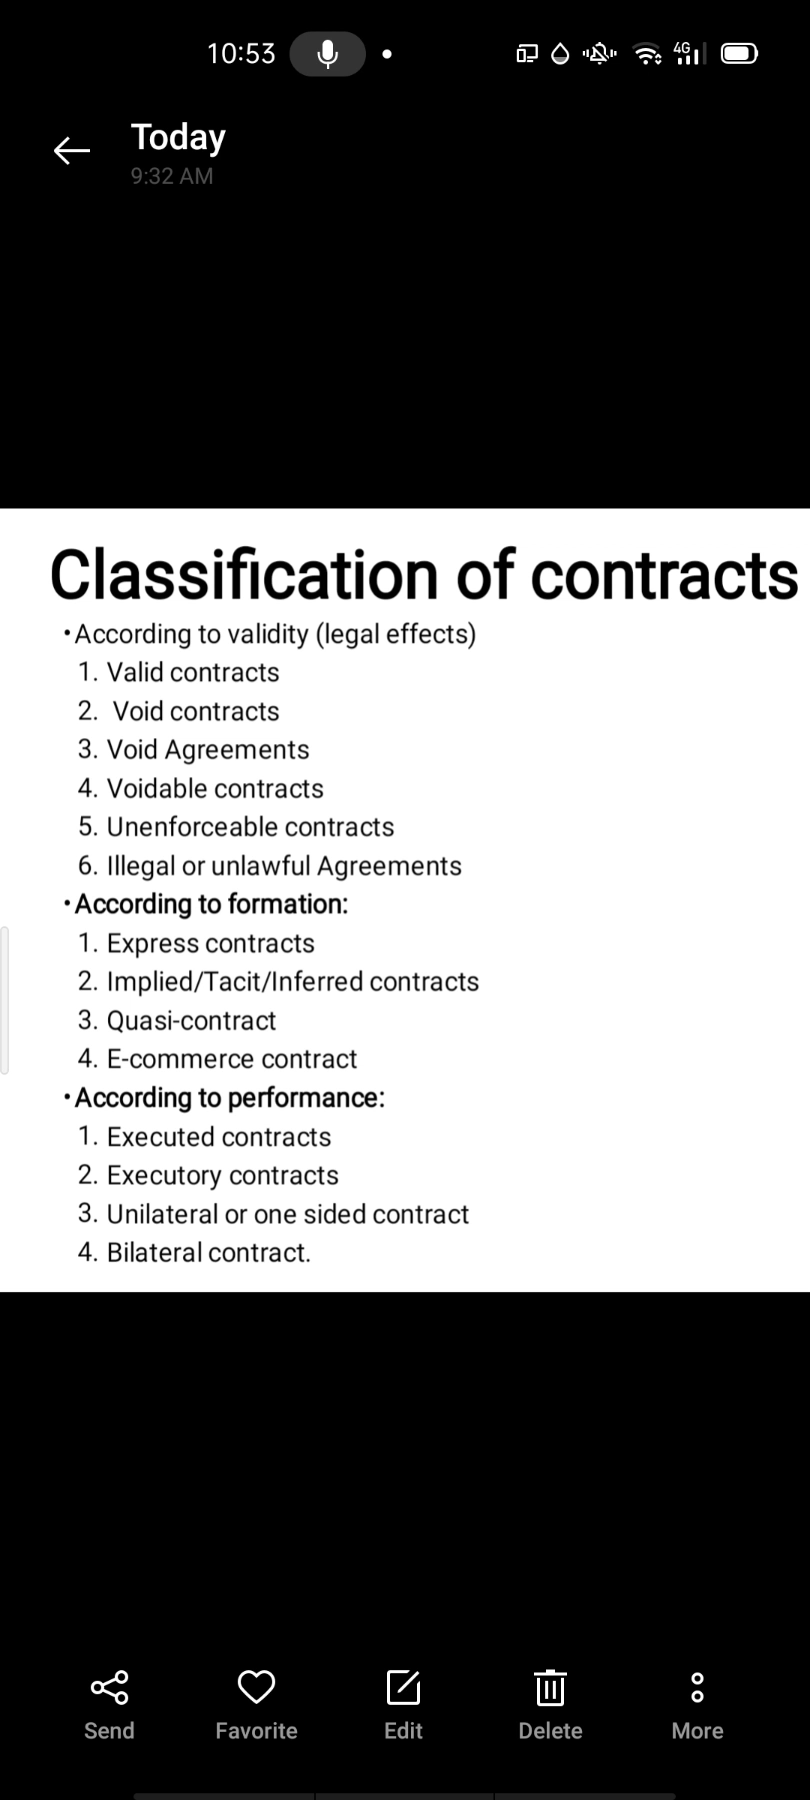 10:53
4G
Today
9:32 AM
Classification of contracts
•According to validity (legal effects)
1. Valid contracts
2. Void contracts
3. Void Agreements
4. Voidable contracts
5. Unenforceable contracts
6. Illegal or unlawful Agreements
•According to formation:
1. Express contracts
2. Implied/Tacit/Inferred contracts
3. Quasi-contract
4. E-commerce contract
•According to performance:
1. Executed contracts
2. Executory contracts
3. Unilateral or one sided contract
4. Bilateral contract.
Send Favorite Edit Delete More